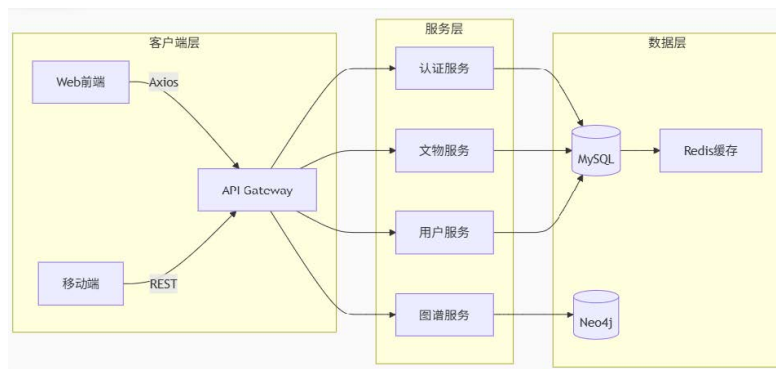 客户端层
Web前端
Axios
API Gateway
移动端
REST
服务层
认证服务
文物服务
用户服务
图谱服务
数据层
MySQL
Redis缓存
Neo4j